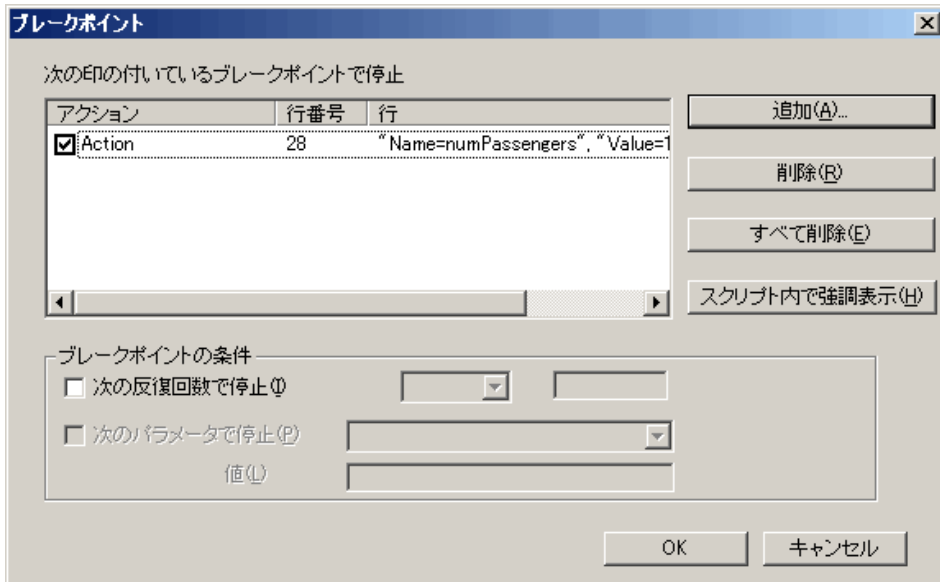 ブレークポイント
次の印の付いているブレークポイントで停止
アクション 行番号 行
Action 28 "Name=numPassengers", "Value=1
追加(A)...
削除(R)
すべて削除(E)
スクリプト内で強調表示(H)
ブレークポイントの条件
次の反復回数で停止(I)
次のパラメータで停止(P)
値(L)
OK キャンセル